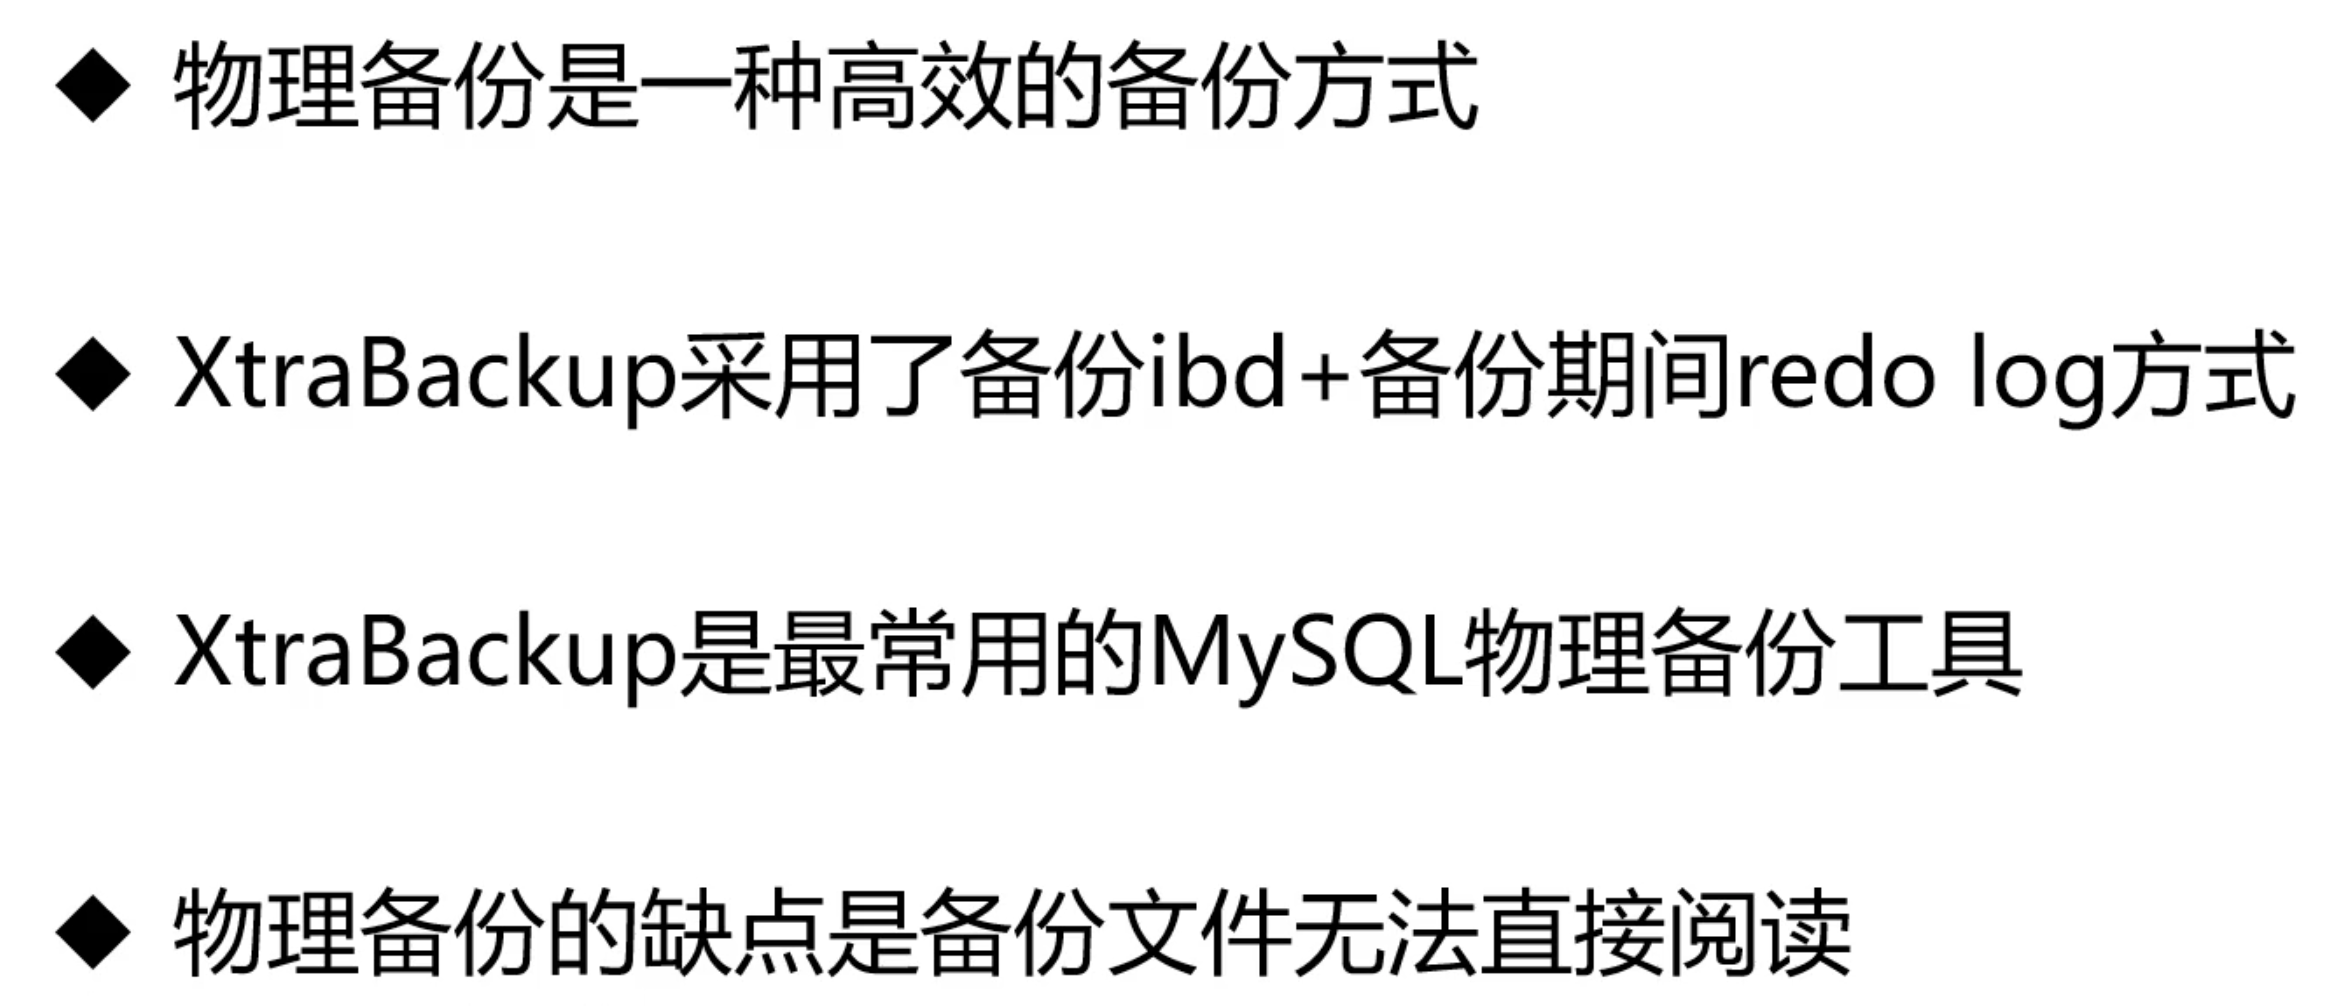 ◆ 物理备份是一种高效的备份方式
◆ XtraBackup采用了备份ibd+备份期间redo log方式
◆ XtraBackup是最常用的MySQL物理备份工具
◆ 物理备份的缺点是备份文件无法直接阅读